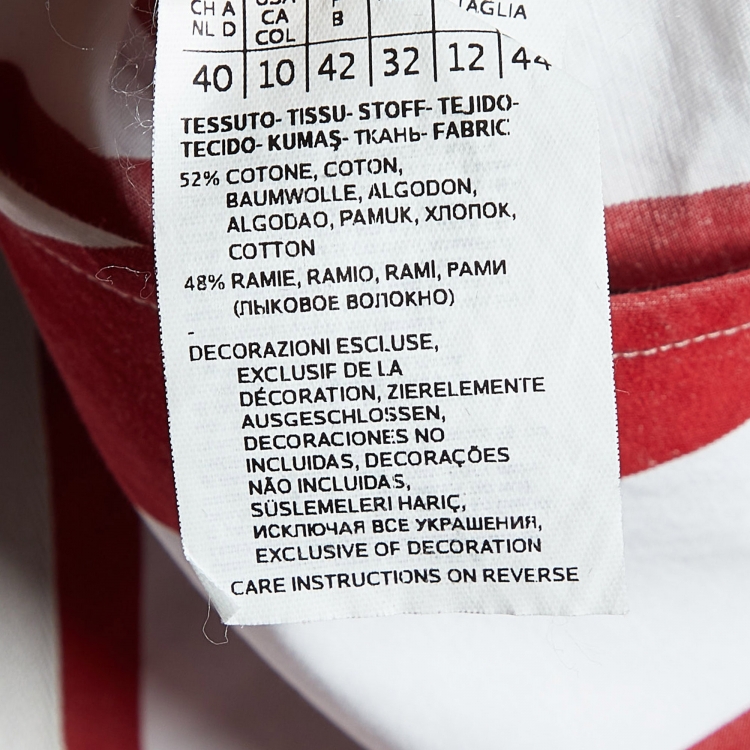 CH A
NL D
USA
CA
COL
F
B
TAGLIA
40 10 42 32 12 44
TESSUTO- TISSU- STOFF- TEJIDO-
TECIDO- KUMAŞ- ТКАНЬ- FABRIC
52% COTONE, COTON,
BAUMWOLLE, ALGODON,
ALGODAO, PAMUK, ХЛОПОК,
COTTON
48% RAMIE, RAMIO, RAMI, РАМИ
(ЛЫКОВОЕ ВОЛОКНО)
-
DECORAZIONI ESCLUSE,
EXCLUSIF DE LA
DÉCORATION, ZIERELEMENTE
AUSGESCHLOSSEN,
DECORACIONES NO
INCLUIDAS, DECORAÇÕES
NÃO INCLUIDAS,
SÜSLEMELERI HARIÇ,
ИСКЛЮЧАЯ ВСЕ УКРАШЕНИЯ,
EXCLUSIVE OF DECORATION
CARE INSTRUCTIONS ON REVERSE